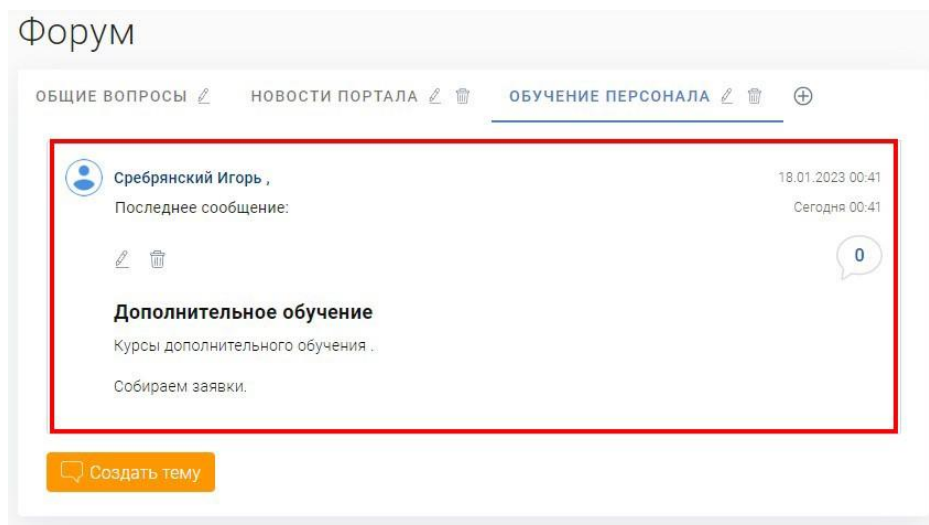 Форум
ОБЩИЕ ВОПРОСЫ НОВОСТИ ПОРТАЛА ОБУЧЕНИЕ ПЕРСОНАЛА
Сребрянский Игорь , 18.01.2023 00:41
Последнее сообщение: Сегодня 00:41
0
Дополнительное обучение
Курсы дополнительного обучения .
Собираем заявки.
Создать тему